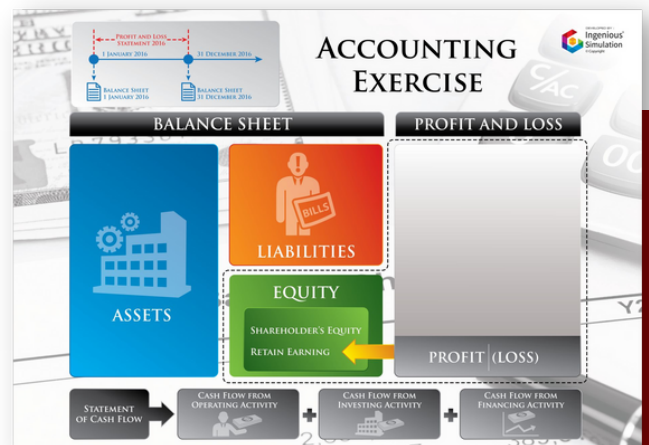 PROFIT AND LOSS
STATEMENT 2016
1 JANUARY 2016
31 DECEMBER 2016
BALANCE SHEET
1 JANUARY 2016
BALANCE SHEET
31 DECEMBER 2016
ACCOUNTING
EXERCISE
DEVELOPED BY :
Ingenious
Simulation
© Copyright
BALANCE SHEET
PROFIT AND LOSS
ASSETS
BILLS
LIABILITIES
EQUITY
SHAREHOLDER'S EQUITY
RETAIN EARNING
PROFIT (LOSS)
STATEMENT
OF CASH FLOW
CASH FLOW FROM
OPERATING ACTIVITY
+
CASH FLOW FROM
INVESTING ACTIVITY
+
CASH FLOW FROM
FINANCING ACTIVITY